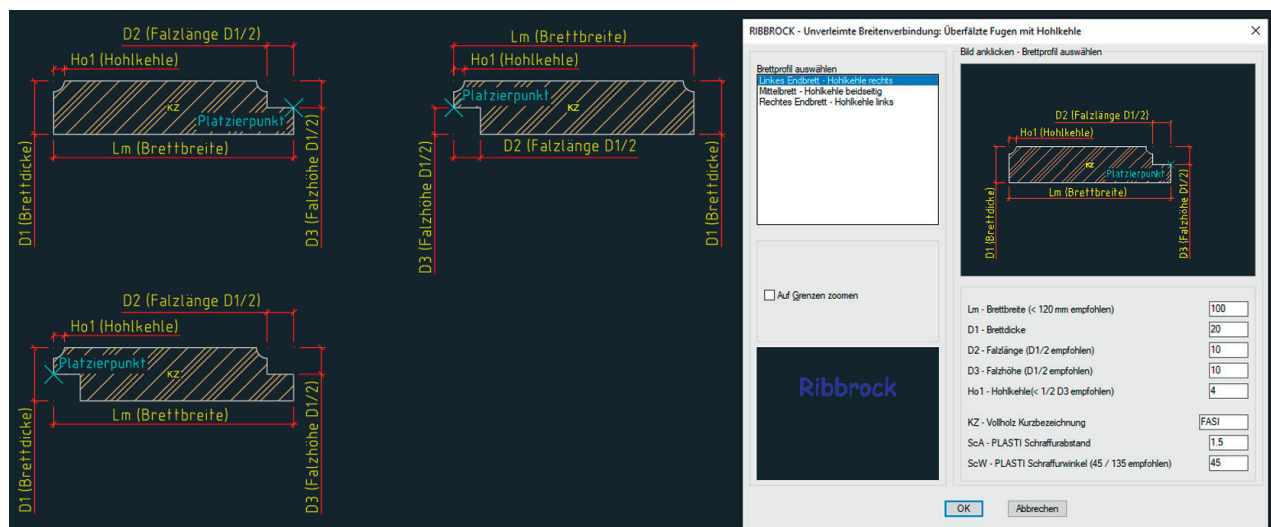 D2 (Falzlänge D1/2)
Ho1 (Hohlkehle)
KZ
Platzierpunkt
Lm (Brettbreite)
D1 (Brettdicke)
D3 (Falzhöhe D1/2)
Lm (Brettbreite)
Ho1 (Hohlkehle)
Platzierpunkt
KZ
D2 (Falzlänge D1/2
D3 (Falzhöhe D1/2)
D1 (Brettdicke)
D2 (Falzlänge D1/2)
Ho1 (Hohlkehle)
Platzierpunkt
KZ
Lm (Brettbreite)
D1 (Brettdicke)
D3 (Falzhöhe D1/2)
RIBBROCK - Unverleimte Breitenverbindung: Überfälzte Fugen mit Hohlkehle
Brettprofil auswählen
Linkes Endbrett - Hohlkehle rechts
Mittelbrett - Hohlkehle beidseitig
Rechtes Endbrett - Hohlkehle links
Auf Grenzen zoomen
Ribbrock
Bild anklicken - Brettprofil auswählen
D2 (Falzlänge D1/2)
Ho1 (Hohlkehle)
KZ
Platzierpunkt
Lm (Brettbreite)
D1 (Brettdicke)
D3 (Falzhöhe D1/2)
Lm - Brettbreite (< 120 mm empfohlen) 100
D1 - Brettdicke 20
D2 - Falzlänge (D1/2 empfohlen) 10
D3 - Falzhöhe (D1/2 empfohlen) 10
Ho1 - Hohlkehle(< 1/2 D3 empfohlen) 4
KZ - Vollholz Kurzbezeichnung FASI
ScA - PLASTI Schraffurabstand 1.5
ScW - PLASTI Schraffurwinkel (45 / 135 empfohlen) 45
OK Abbrechen